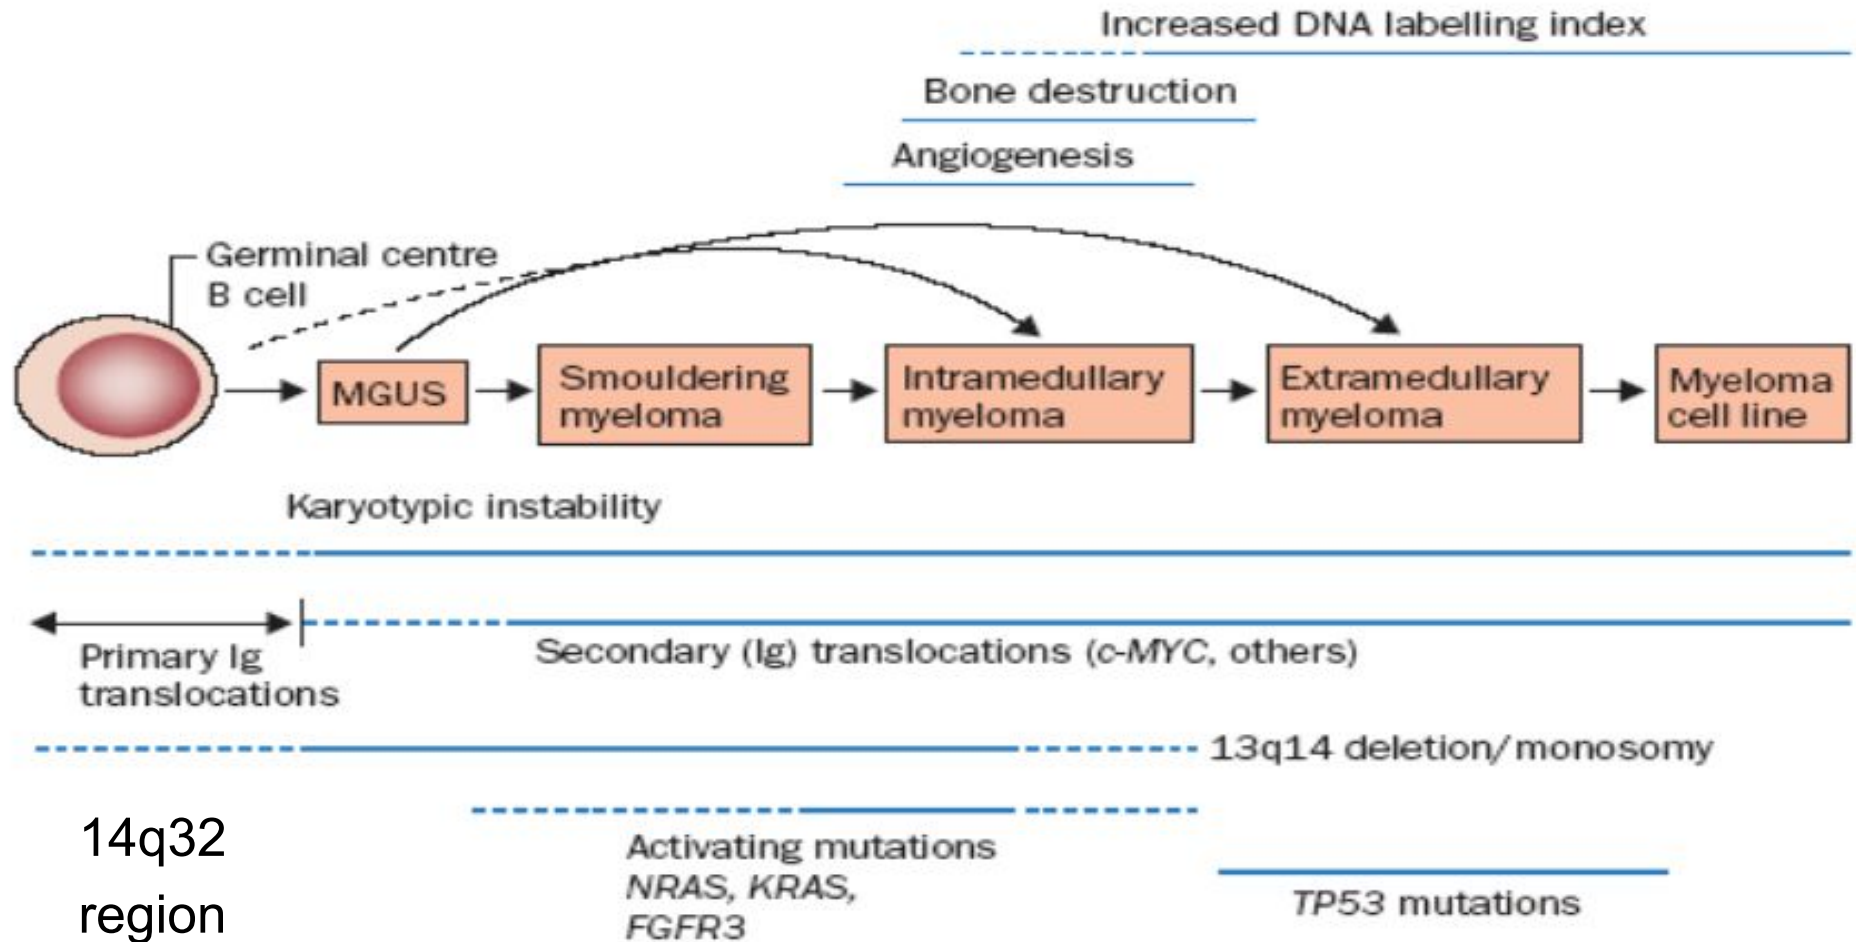 Increased DNA labelling index
Bone destruction
Angiogenesis
Germinal centre
B cell
MGUS
Smouldering
myeloma
Intramedullary
myeloma
Extramedullary
myeloma
Myeloma
cell line
Karyotypic instability
Primary Ig
translocations
Secondary (Ig) translocations (c-MYC, others)
13q14 deletion/monosomy
14q32
region
Activating mutations
NRAS, KRAS,
FGFR3
TP53 mutations